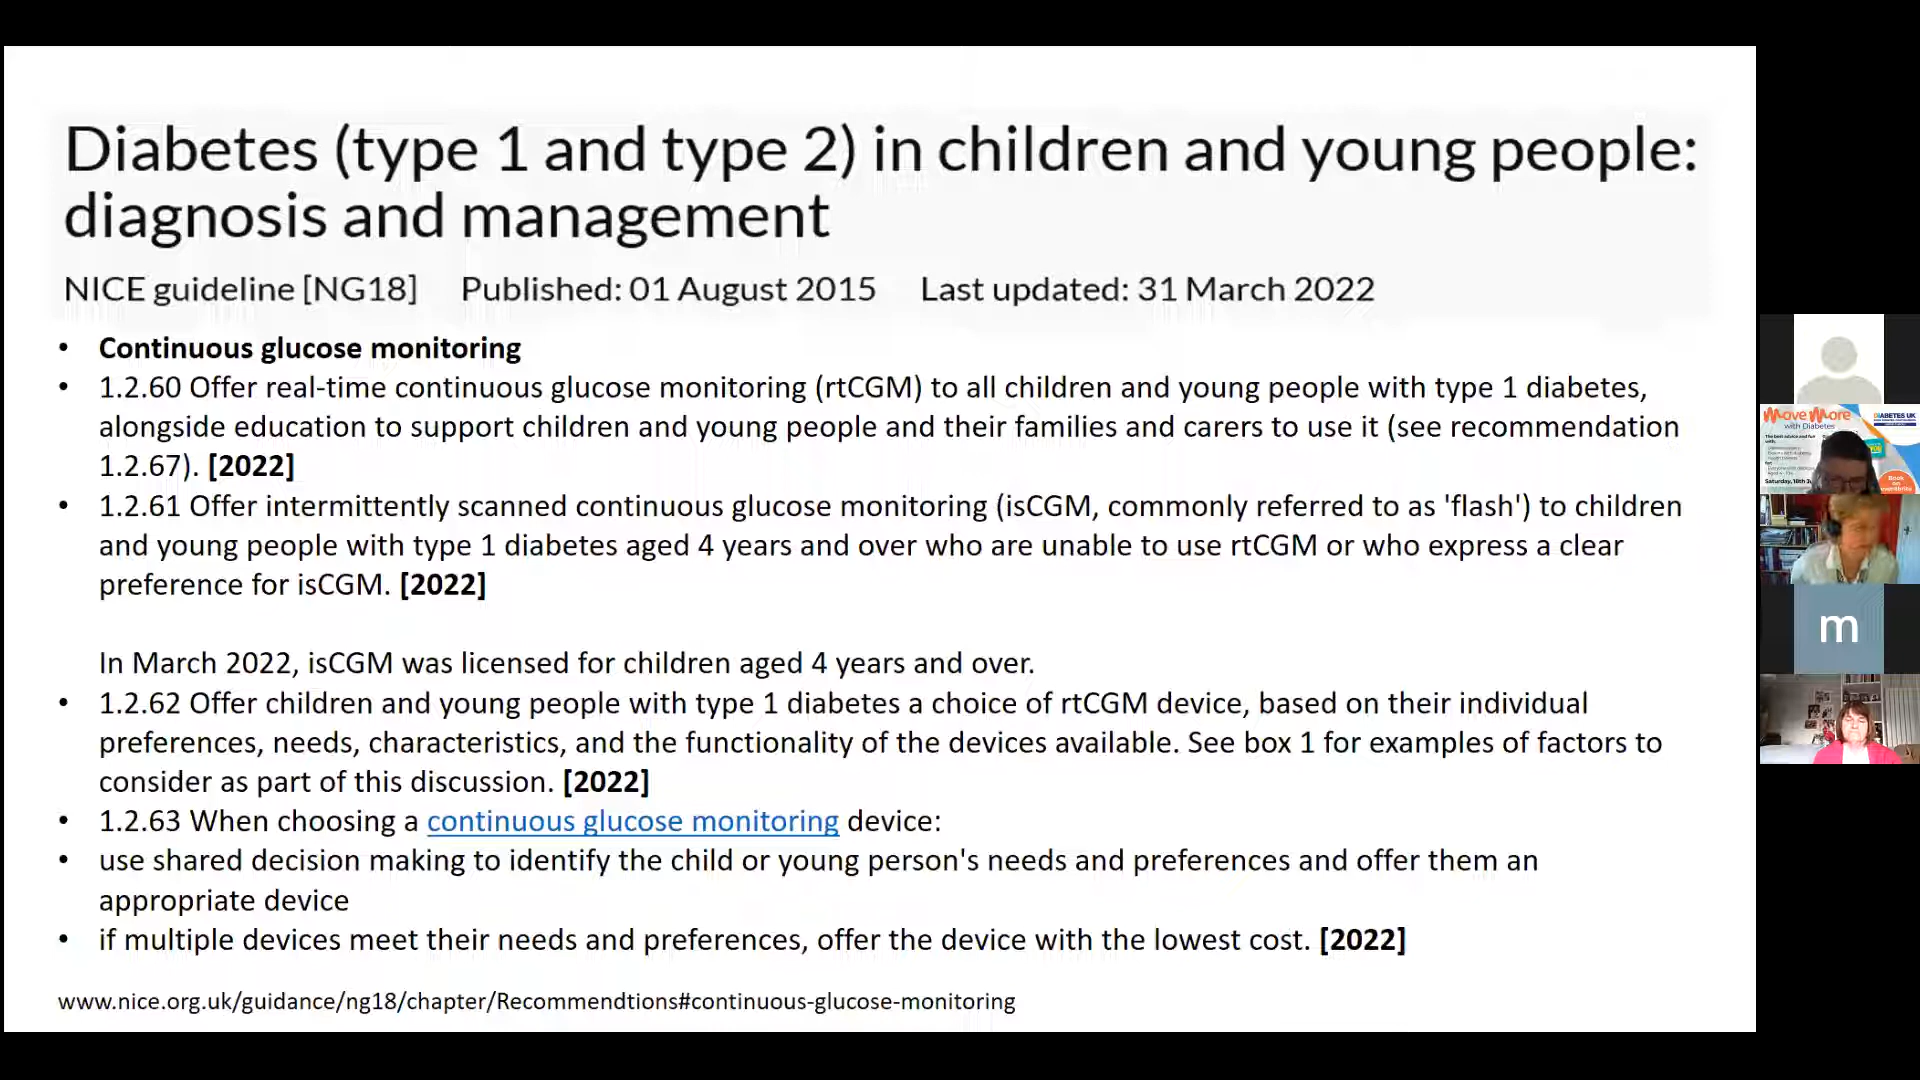 Diabetes (type 1 and type 2) in children and young people:
diagnosis and management
NICE guideline [NG18] Published: 01 August 2015 Last updated: 31 March 2022
• Continuous glucose monitoring
• 1.2.60 Offer real-time continuous glucose monitoring (rtCGM) to all children and young people with type 1 diabetes,
alongside education to support children and young people and their families and carers to use it (see recommendation
1.2.67). [2022]
• 1.2.61 Offer intermittently scanned continuous glucose monitoring (isCGM, commonly referred to as 'flash') to children
and young people with type 1 diabetes aged 4 years and over who are unable to use rtCGM or who express a clear
preference for isCGM. [2022]
In March 2022, isCGM was licensed for children aged 4 years and over.
• 1.2.62 Offer children and young people with type 1 diabetes a choice of rtCGM device, based on their individual
preferences, needs, characteristics, and the functionality of the devices available. See box 1 for examples of factors to
consider as part of this discussion. [2022]
• 1.2.63 When choosing a continuous glucose monitoring device:
• use shared decision making to identify the child or young person's needs and preferences and offer them an
appropriate device
• if multiple devices meet their needs and preferences, offer the device with the lowest cost. [2022]
www.nice.org.uk/guidance/ng18/chapter/Recommendtions#continuous-glucose-monitoring
Move More
with Diabetes
DIABETES UK
The best advice and fun
with:
Saturday, 18th
Book
on
eventbrite
m